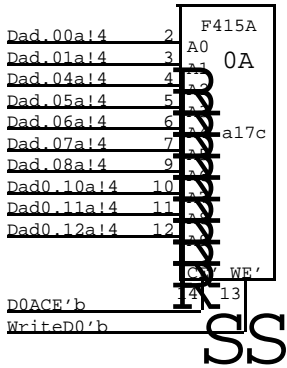 F415A
0A
Dad.00a!4 2 A0
Dad.01a!4 3 A1
Dad.04a!4 4 A2
Dad.05a!4 5
Dad.06a!4 6 a17c
Dad.07a!4 7
Dad.08a!4 9
Dad0.10a!4 10
Dad0.11a!4 11
Dad0.12a!4 12
WE'
14 13
D0ACE'b
WriteD0'b
SS